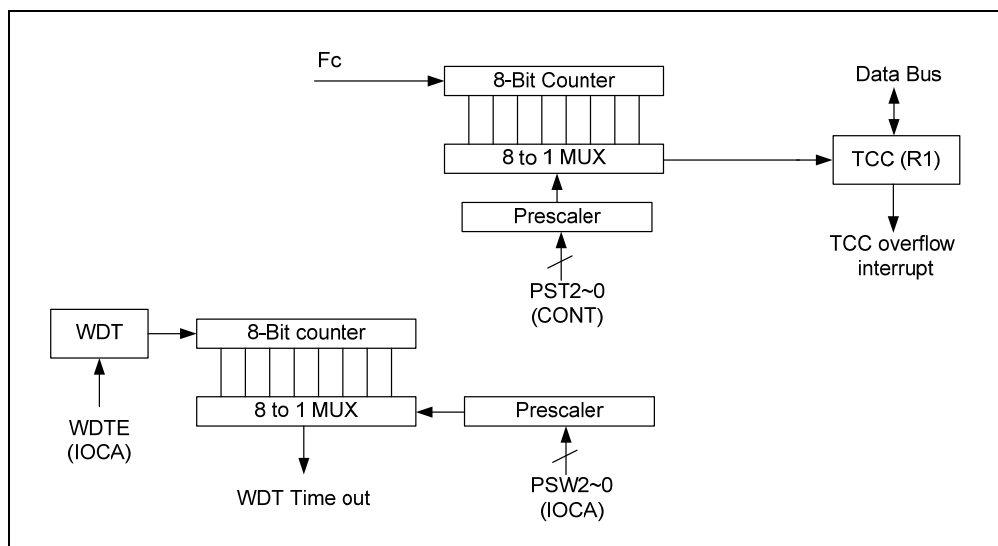 Fc
8-Bit Counter
8 to 1 MUX
Prescaler
PST2~0
(CONT)
Data Bus
TCC (R1)
TCC overflow
interrupt
WDT
WDTE
(IOCA)
8-Bit counter
8 to 1 MUX
WDT Time out
Prescaler
PSW2~0
(IOCA)